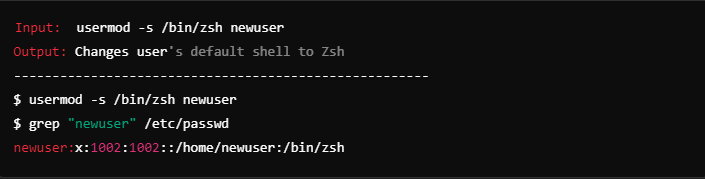 Input:  usermod -s /bin/zsh newuser
Output: Changes user's default shell to Zsh
------------------------------------------------------
$ usermod -s /bin/zsh newuser
$ grep "newuser" /etc/passwd
newuser:x:1002:1002::/home/newuser:/bin/zsh